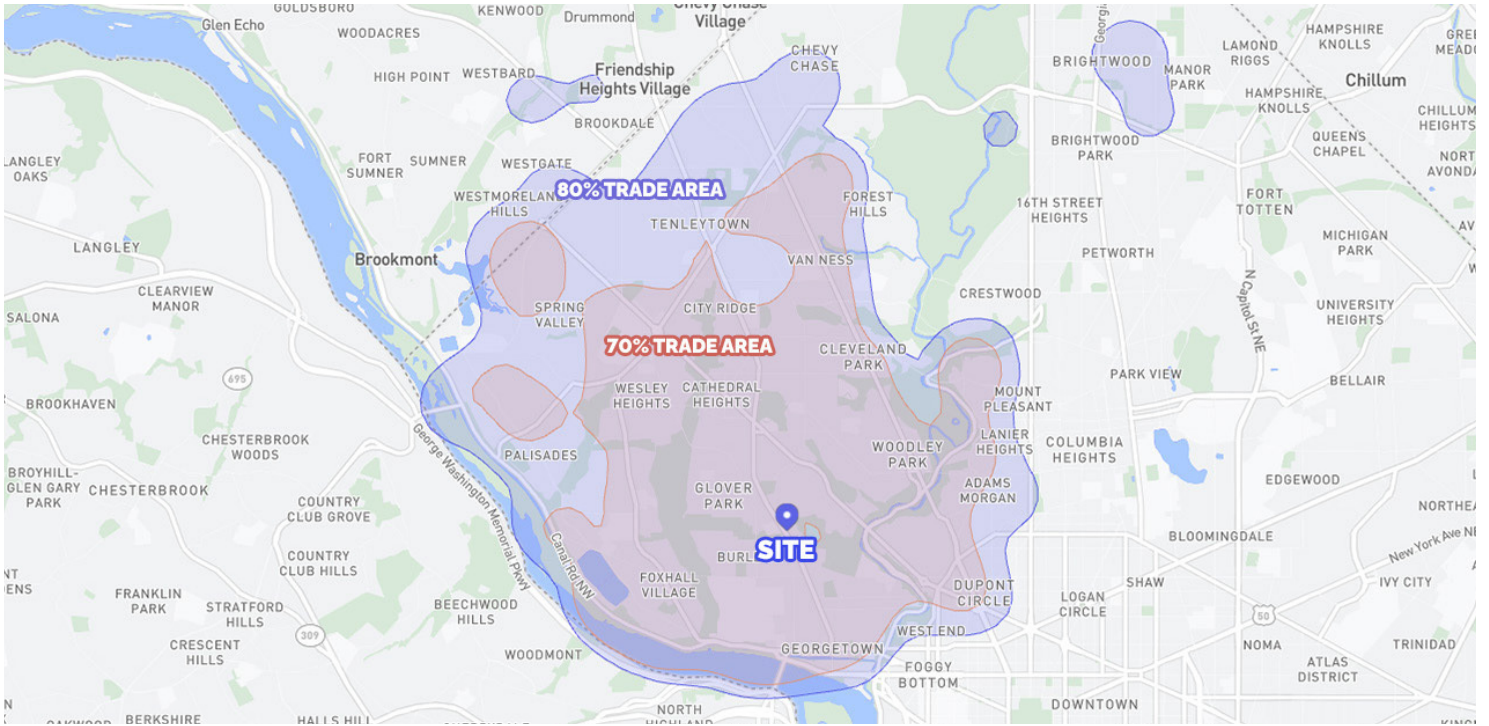 GOLDSBORO
KENWOOD
Drummond
Chevy Chase
Village
Glen Echo
WOODACRES
CHEVY
CHASE
HIGH POINT
WESTBARD
Friendship
Heights Village
BROOKDALE
Georgia
BRIGHTWOOD
MANOR
PARK
LAMOND
RIGGS
HAMPSHIRE
KNOLLS
Chillum
HAMPSHIRE
KNOLLS
CHILLUM
HEIGHTS
QUEENS
CHAPEL
BRIGHTWOOD
PARK
LANGLEY
OAKS
FORT
SUMNER
SUMNER
WESTGATE
WESTMORELAND
HILLS
80% TRADE AREA
TENLEYTOWN
FOREST
HILLS
16TH STREET
HEIGHTS
FORT
TOTTEN
MICHIGAN
PARK
LANGLEY
Brookmont
VAN NESS
PETWORTH
CLEARVIEW
MANOR
SALONA
SPRING
VALLEY
CITY RIDGE
CRESTWOOD
N Capitol St NE
UNIVERSITY
HEIGHTS
70% TRADE AREA
CLEVELAND
PARK
695
WESLEY
HEIGHTS
CATHEDRAL
HEIGHTS
MOUNT
PLEASANT
PARK VIEW
BELLAIR
BROOKHAVEN
CHESTERBROOK
WOODS
George Washington Memorial Pkwy
PALISADES
WOODLEY
PARK
LANIER
HEIGHTS
COLUMBIA
HEIGHTS
BROYHILL-
GLEN GARY
PARK
CHESTERBROOK
COUNTRY
CLUB GROVE
GLOVER
PARK
ADAMS
MORGAN
EDGEWOOD
SITE
Canal Rd NW
BLOOMINGDALE
New York Ave NE
COUNTRY
CLUB HILLS
FOXHALL
VILLAGE
DUPONT
CIRCLE
SHAW
IVY CITY
FRANKLIN
PARK
STRATFORD
HILLS
BEECHWOOD
HILLS
LOGAN
CIRCLE
50
309
CRESCENT
HILLS
WOODMONT
GEORGETOWN
WEST END
NOMA
TRINIDAD
FOGGY
BOTTOM
ATLAS
DISTRICT
BERKSHIRE
HALLS HILL
NORTH
DOWNTOWN